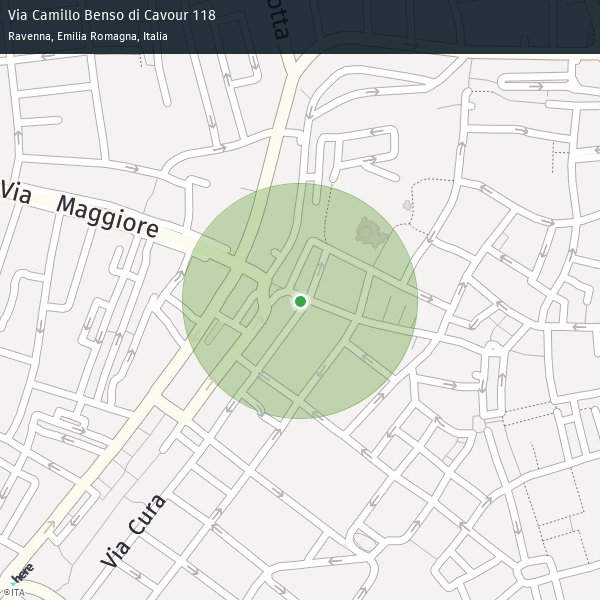 Via Camillo Benso di Cavour 118
Ravenna, Emilia Romagna, Italia
otta
Via Maggiore
Via Cura
here
©ITA